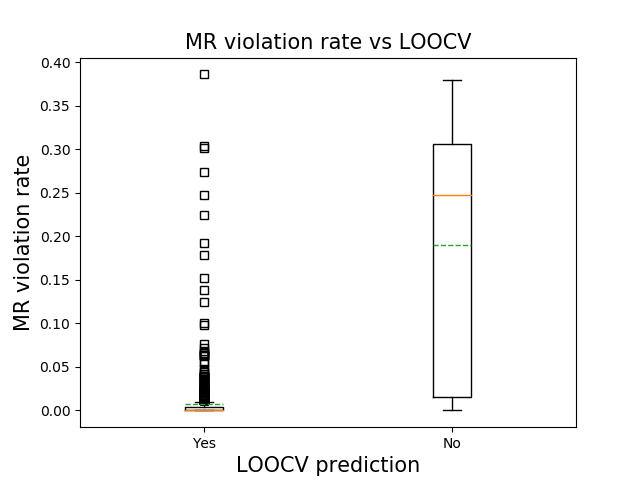 MR violation rate vs LOOCV
0.40
0.35
0.30
0.25
0.20
0.15
0.10
0.05
0.00
MR violation rate
Yes
No
LOOCV prediction